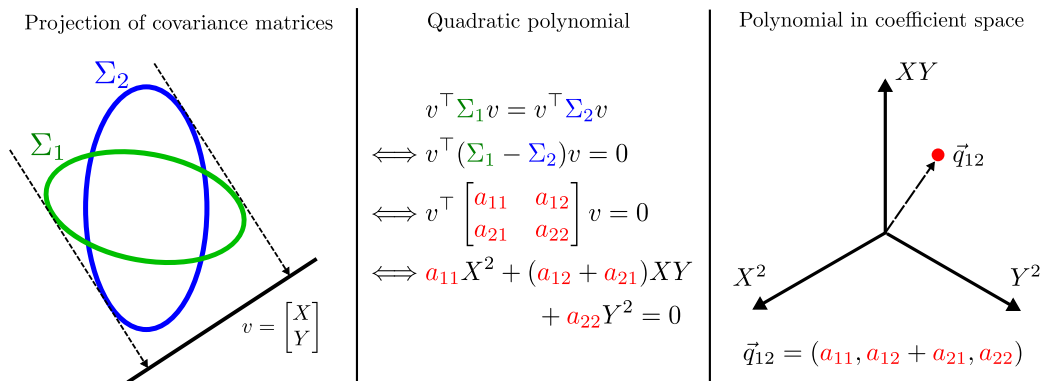 Projection of covariance matrices
Σ₂
Σ₁
v = [X
Y]
Quadratic polynomial
v^⊤Σ₁v = v^⊤Σ₂v
⟺ v^⊤(Σ₁ − Σ₂)v = 0
⟺ v^⊤ [a₁₁ a₁₂
a₂₁ a₂₂] v = 0
⟺ a₁₁X² + (a₁₂ + a₂₁)XY
+ a₂₂Y² = 0
Polynomial in coefficient space
XY
q⃗₁₂
X²
Y²
q⃗₁₂ = (a₁₁, a₁₂ + a₂₁, a₂₂)